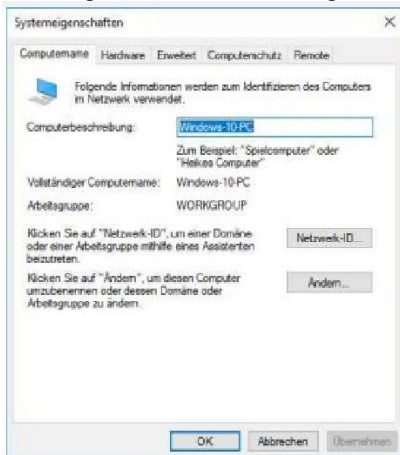 Systemeigenschaften
Computername Hardware Erweitert Computerschutz Remote
Folgende Informationen werden zum Identifizieren des Computers
im Netzwerk verwendet.
Computerbeschreibung: Windows-10-PC
Zum Beispiel: "Spielcomputer" oder
"Heikes Computer"
Vollständiger Computername: Windows-10-PC
Arbeitsgruppe: WORKGROUP
Klicken Sie auf "Netzwerk-ID", um einer Domäne
oder einer Arbeitsgruppe mithilfe eines Assistenten
beizutreten.
Netzwerk-ID...
Klicken Sie auf "Ändern", um diesen Computer
umzubenennen oder dessen Domäne oder
Arbeitsgruppe zu ändern.
Ändern...
OK Abbrechen Übernehmen